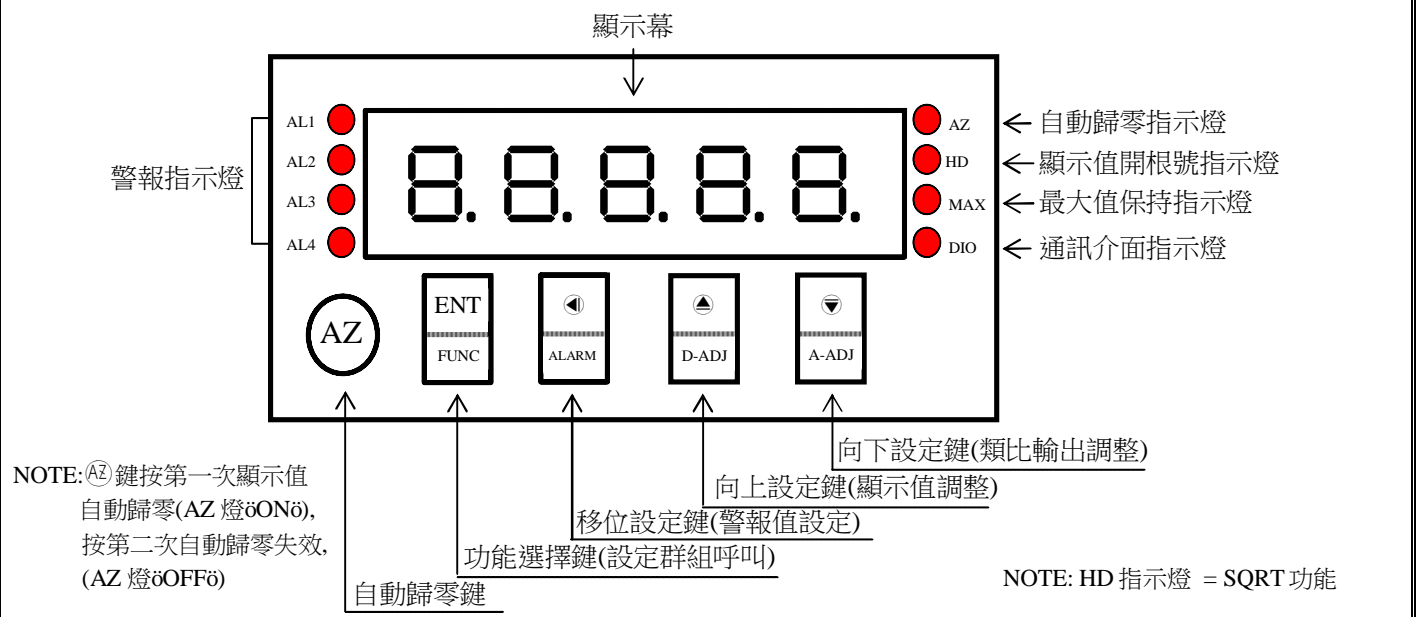 顯示幕
AL1
AL2
AL3
AL4
警報指示燈
8.8.8.8.8.
AZ
HD
MAX
DIO
自動歸零指示燈
顯示值開根號指示燈
最大值保持指示燈
通訊介面指示燈
AZ
ENT
FUNC
ALARM
D-ADJ
A-ADJ
向下設定鍵(類比輸出調整)
向上設定鍵(顯示值調整)
移位設定鍵(警報值設定)
功能選擇鍵(設定群組呼叫)
自動歸零鍵
NOTE:AZ鍵按第一次顯示值
自動歸零(AZ 燈öONö),
按第二次自動歸零失效,
(AZ 燈öOFFö)
NOTE: HD 指示燈 = SQRT 功能